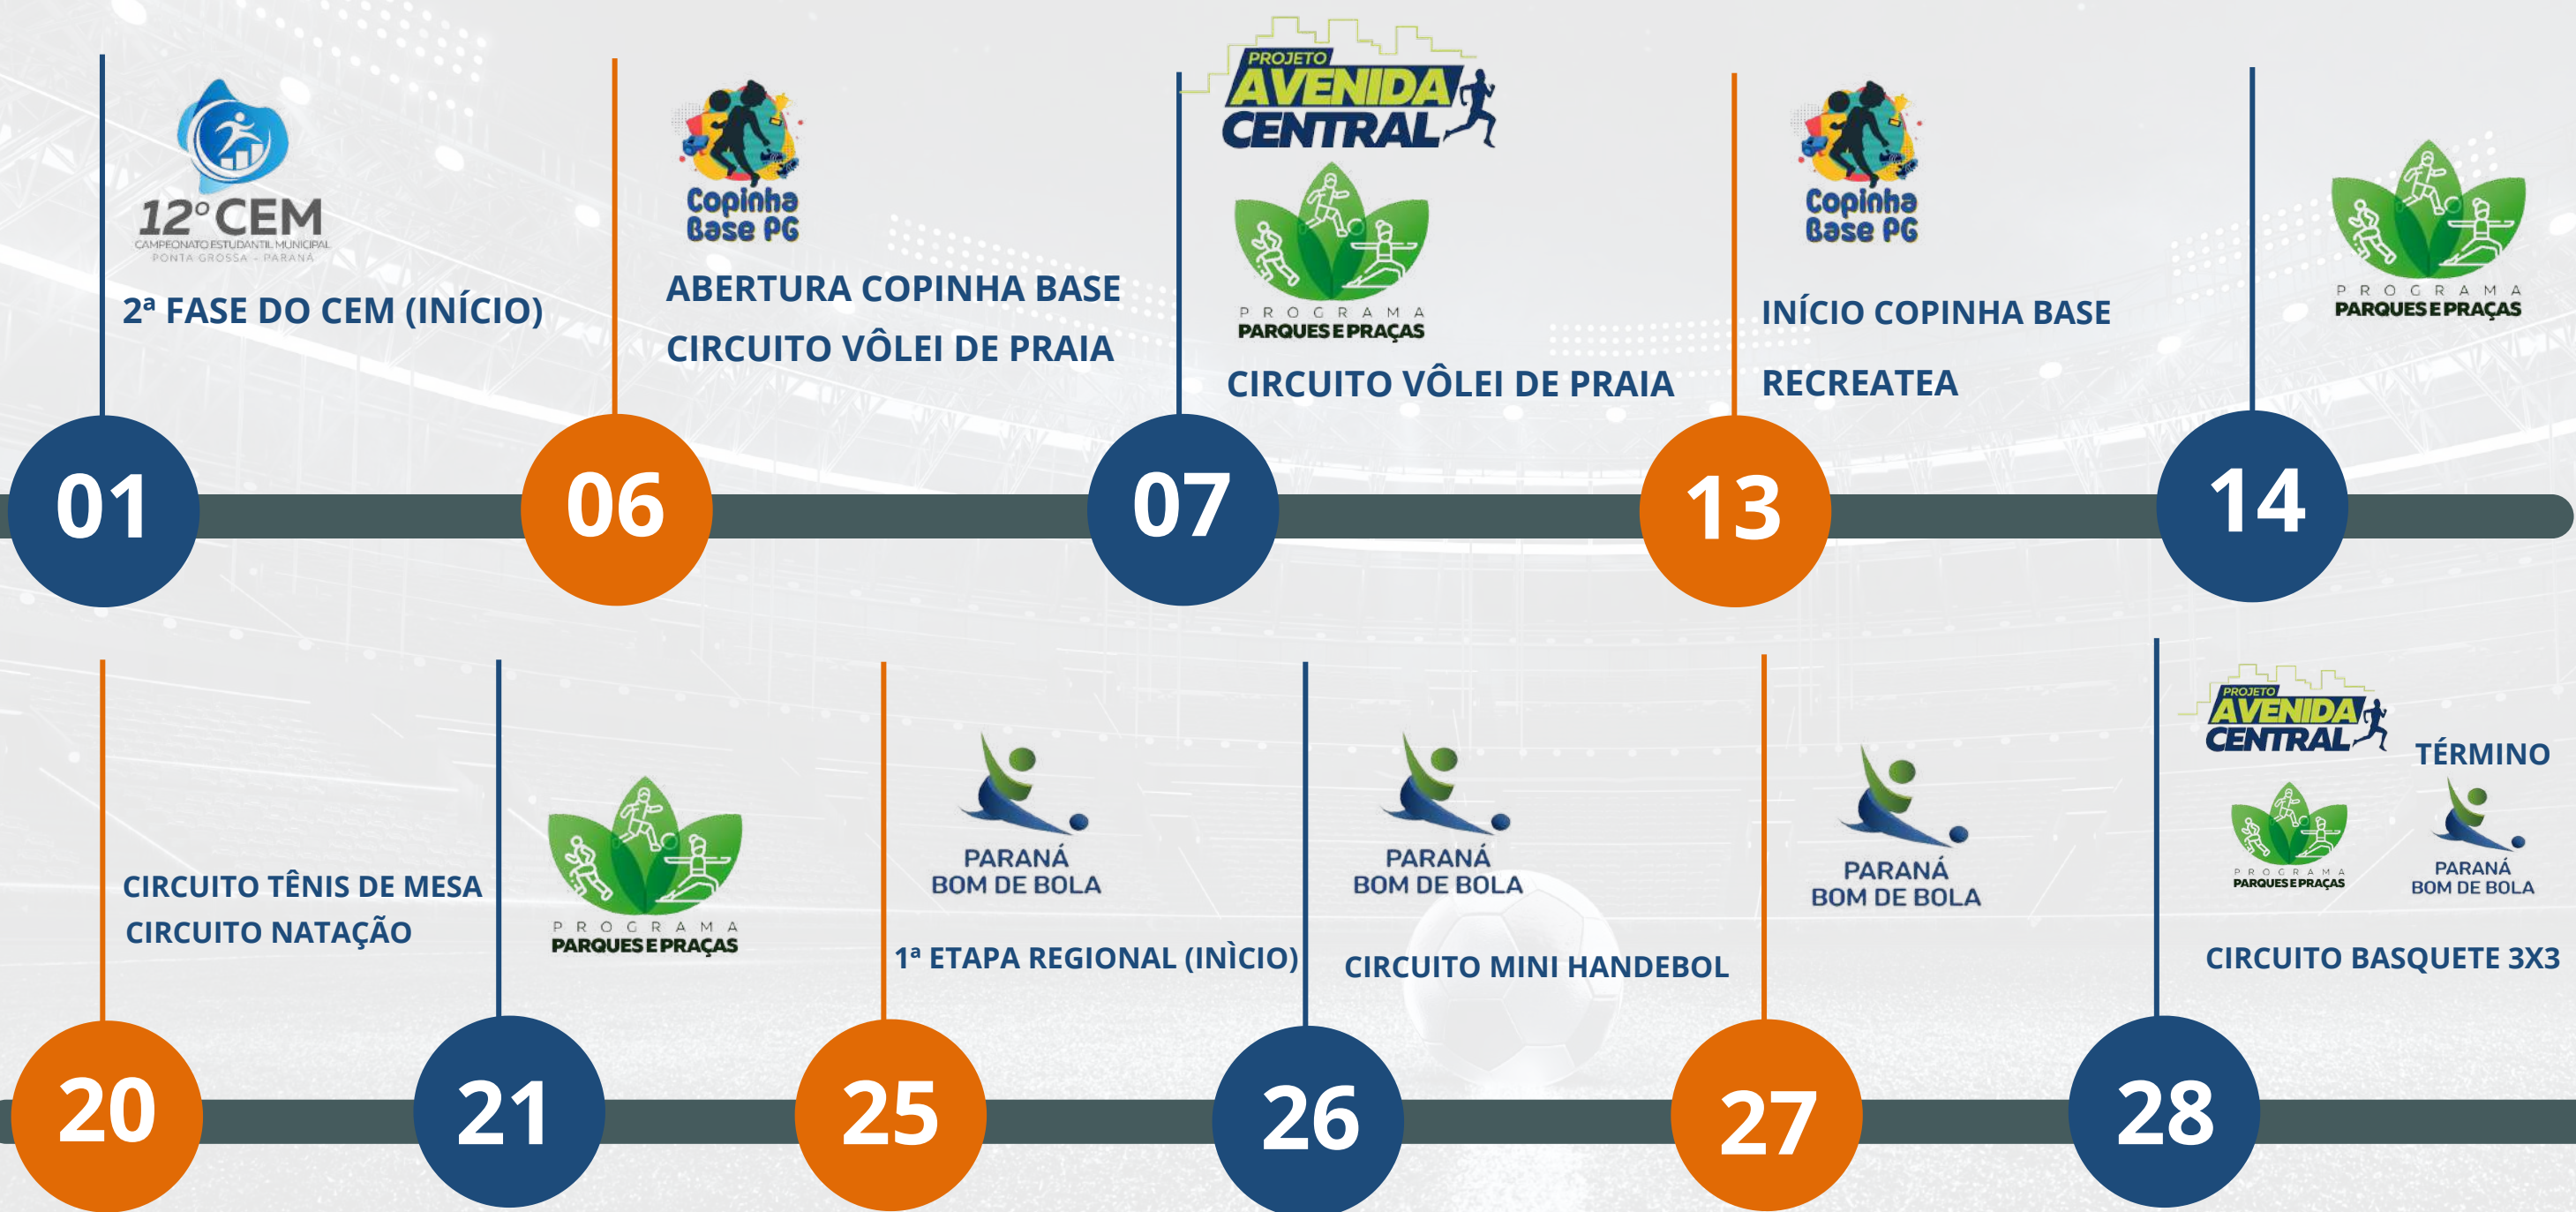 12º CEM
CAMPEONATO ESTUDANTIL MUNICIPAL
PONTA GROSSA - PARANÁ
2ª FASE DO CEM (INÍCIO)
01
Copinha
Base PG
ABERTURA COPINHA BASE
CIRCUITO VÔLEI DE PRAIA
06
PROJETO
AVENIDA
CENTRAL
PROGRAMA
PARQUES E PRAÇAS
CIRCUITO VÔLEI DE PRAIA
07
Copinha
Base PG
INÍCIO COPINHA BASE
RECREATEA
13
PROGRAMA
PARQUES E PRAÇAS
14
CIRCUITO TÊNIS DE MESA
CIRCUITO NATAÇÃO
20
PROGRAMA
PARQUES E PRAÇAS
21
PARANÁ
BOM DE BOLA
1ª ETAPA REGIONAL (INÌCIO)
25
PARANÁ
BOM DE BOLA
CIRCUITO MINI HANDEBOL
26
PARANÁ
BOM DE BOLA
27
PROJETO
AVENIDA
CENTRAL
PROGRAMA
PARQUES E PRAÇAS
TÉRMINO
PARANÁ
BOM DE BOLA
CIRCUITO BASQUETE 3X3
28